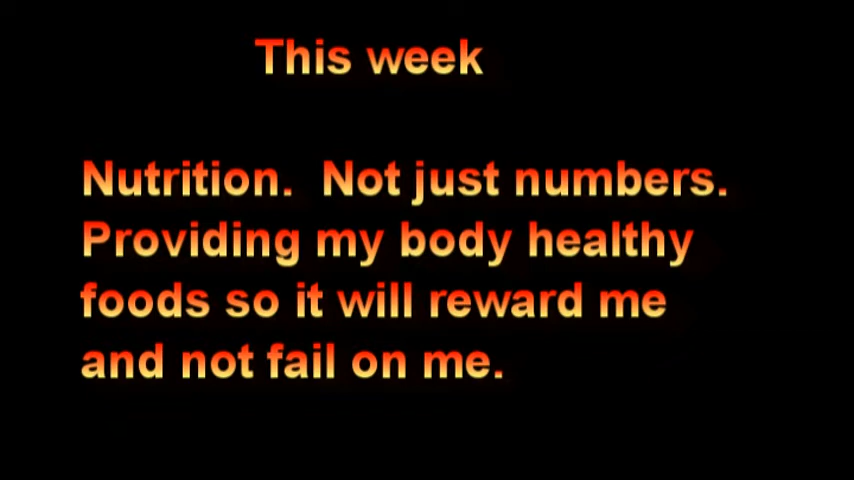 This week
Nutrition.  Not just numbers.
Providing my body healthy
foods so it will reward me
and not fail on me.